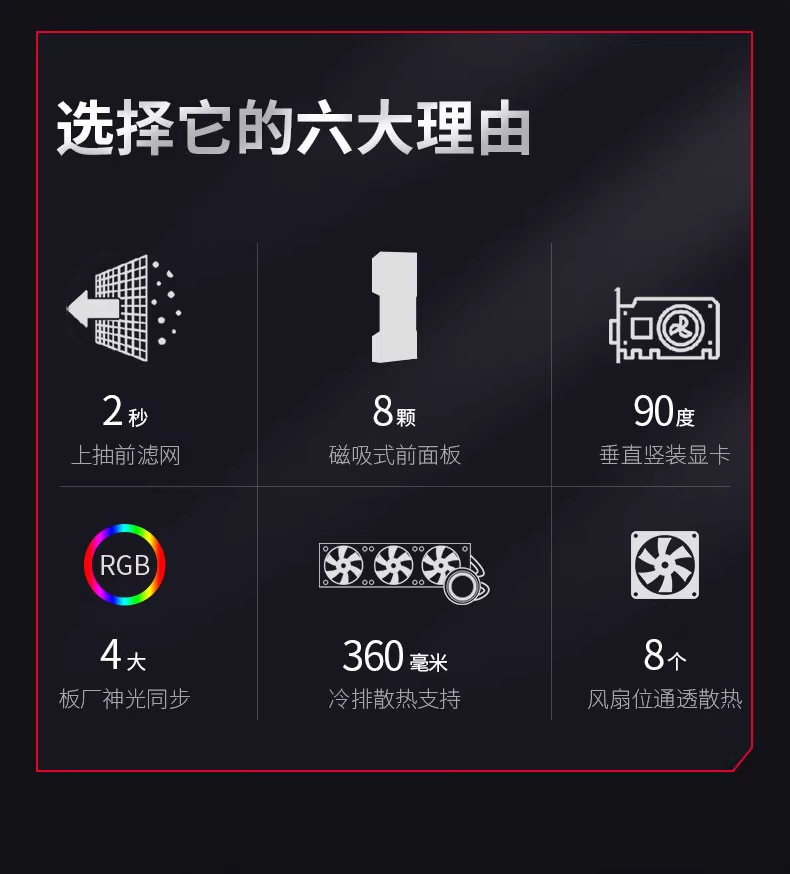 选择它的六大理由
2秒
上抽前滤网
8颗
磁吸式前面板
90度
垂直竖装显卡
RGB
4大
板厂神光同步
360毫米
冷排散热支持
8个
风扇位通透散热